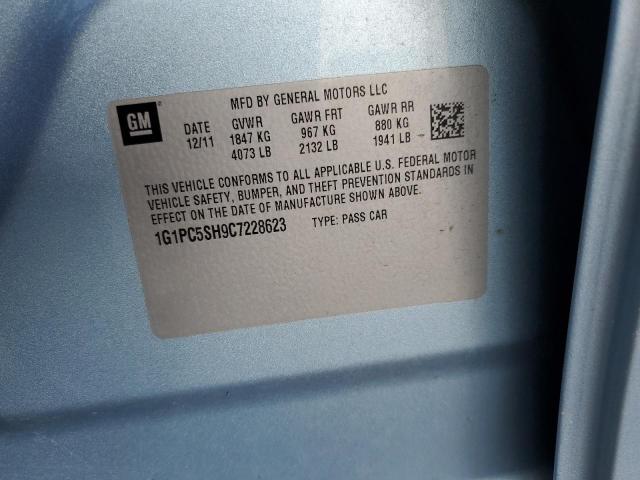 MFD BY GENERAL MOTORS LLC
GM
DATE GVWR GAWR FRT GAWR RR
12/11 1847 KG 967 KG 880 KG
4073 LB 2132 LB 1941 LB
THIS VEHICLE CONFORMS TO ALL APPLICABLE U.S. FEDERAL MOTOR
VEHICLE SAFETY, BUMPER, AND THEFT PREVENTION STANDARDS IN
EFFECT ON THE DATE OF MANUFACTURE SHOWN ABOVE.
1G1PC5SH9C7228623 TYPE: PASS CAR